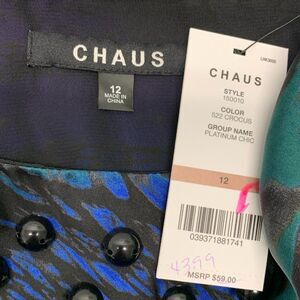 CHAUS
12
MADE IN
CHINA
CHAUS
STYLE
150010
COLOR
522 CROCUS
GROUP NAME
PLATINUM CHIC
12
039371881741
4399
MSRP $59.00